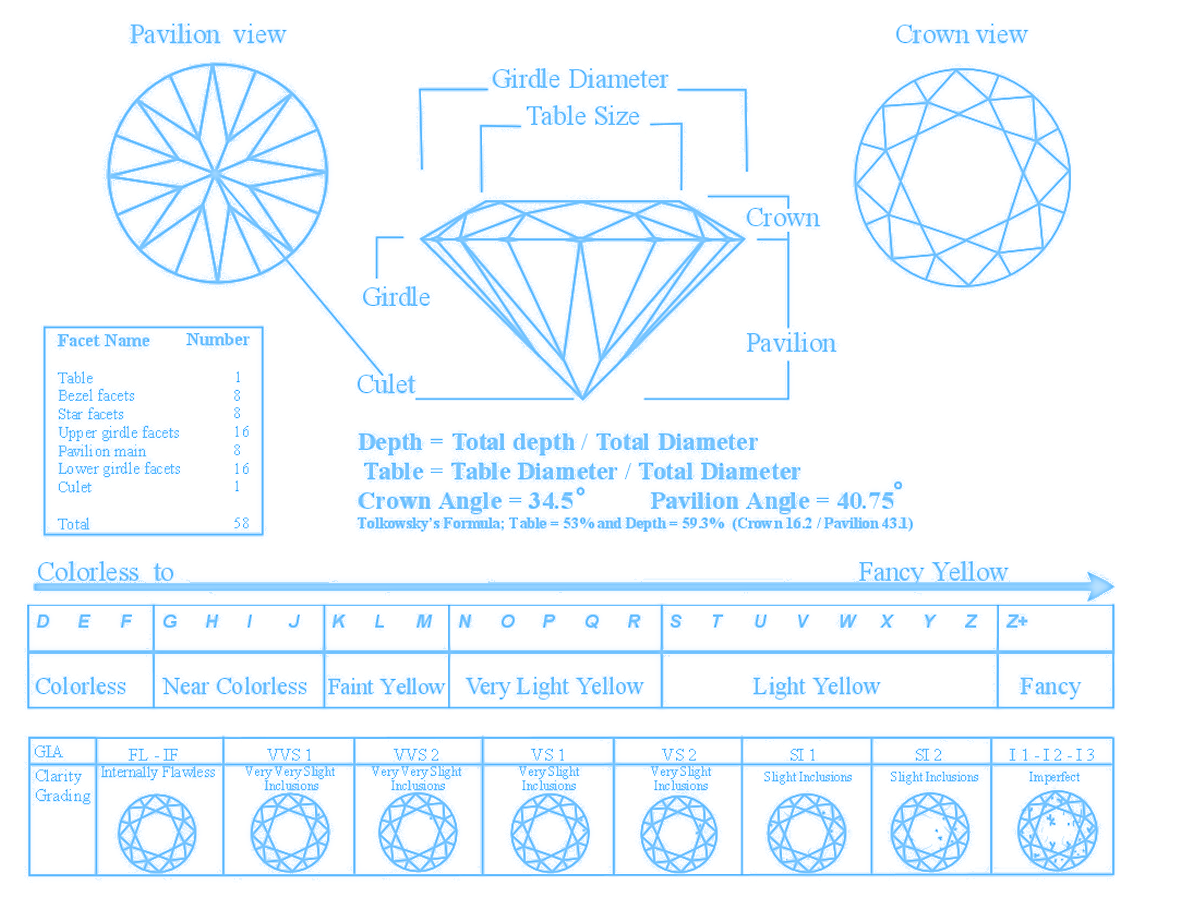 Pavilion view
Crown view
Girdle Diameter
Table Size
Crown
Girdle
Pavilion
Culet
Facet Name Number
Table 1
Bezel facets 8
Star facets 8
Upper girdle facets 16
Pavilion main 8
Lower girdle facets 16
Culet 1
Total 58
Depth = Total depth / Total Diameter
Table = Table Diameter / Total Diameter
Crown Angle = 34.5° Pavilion Angle = 40.75°
Tolkowsky's Formula; Table = 53% and Depth = 59.3% (Crown 16.2 / Pavilion 43.1)
Colorless to Fancy Yellow
D E F G H I J K L M N O P Q R S T U V W X Y Z Z+
Colorless Near Colorless Faint Yellow Very Light Yellow Light Yellow Fancy
GIA FL - IF VVS 1 VVS 2 VS 1 VS 2 SI 1 SI 2 I 1 - I 2 - I 3
Clarity Internally Flawless Very Very Slight Very Very Slight Very Slight Very Slight Slight Inclusions Slight Inclusions Imperfect
Grading Inclusions Inclusions Inclusions Inclusions